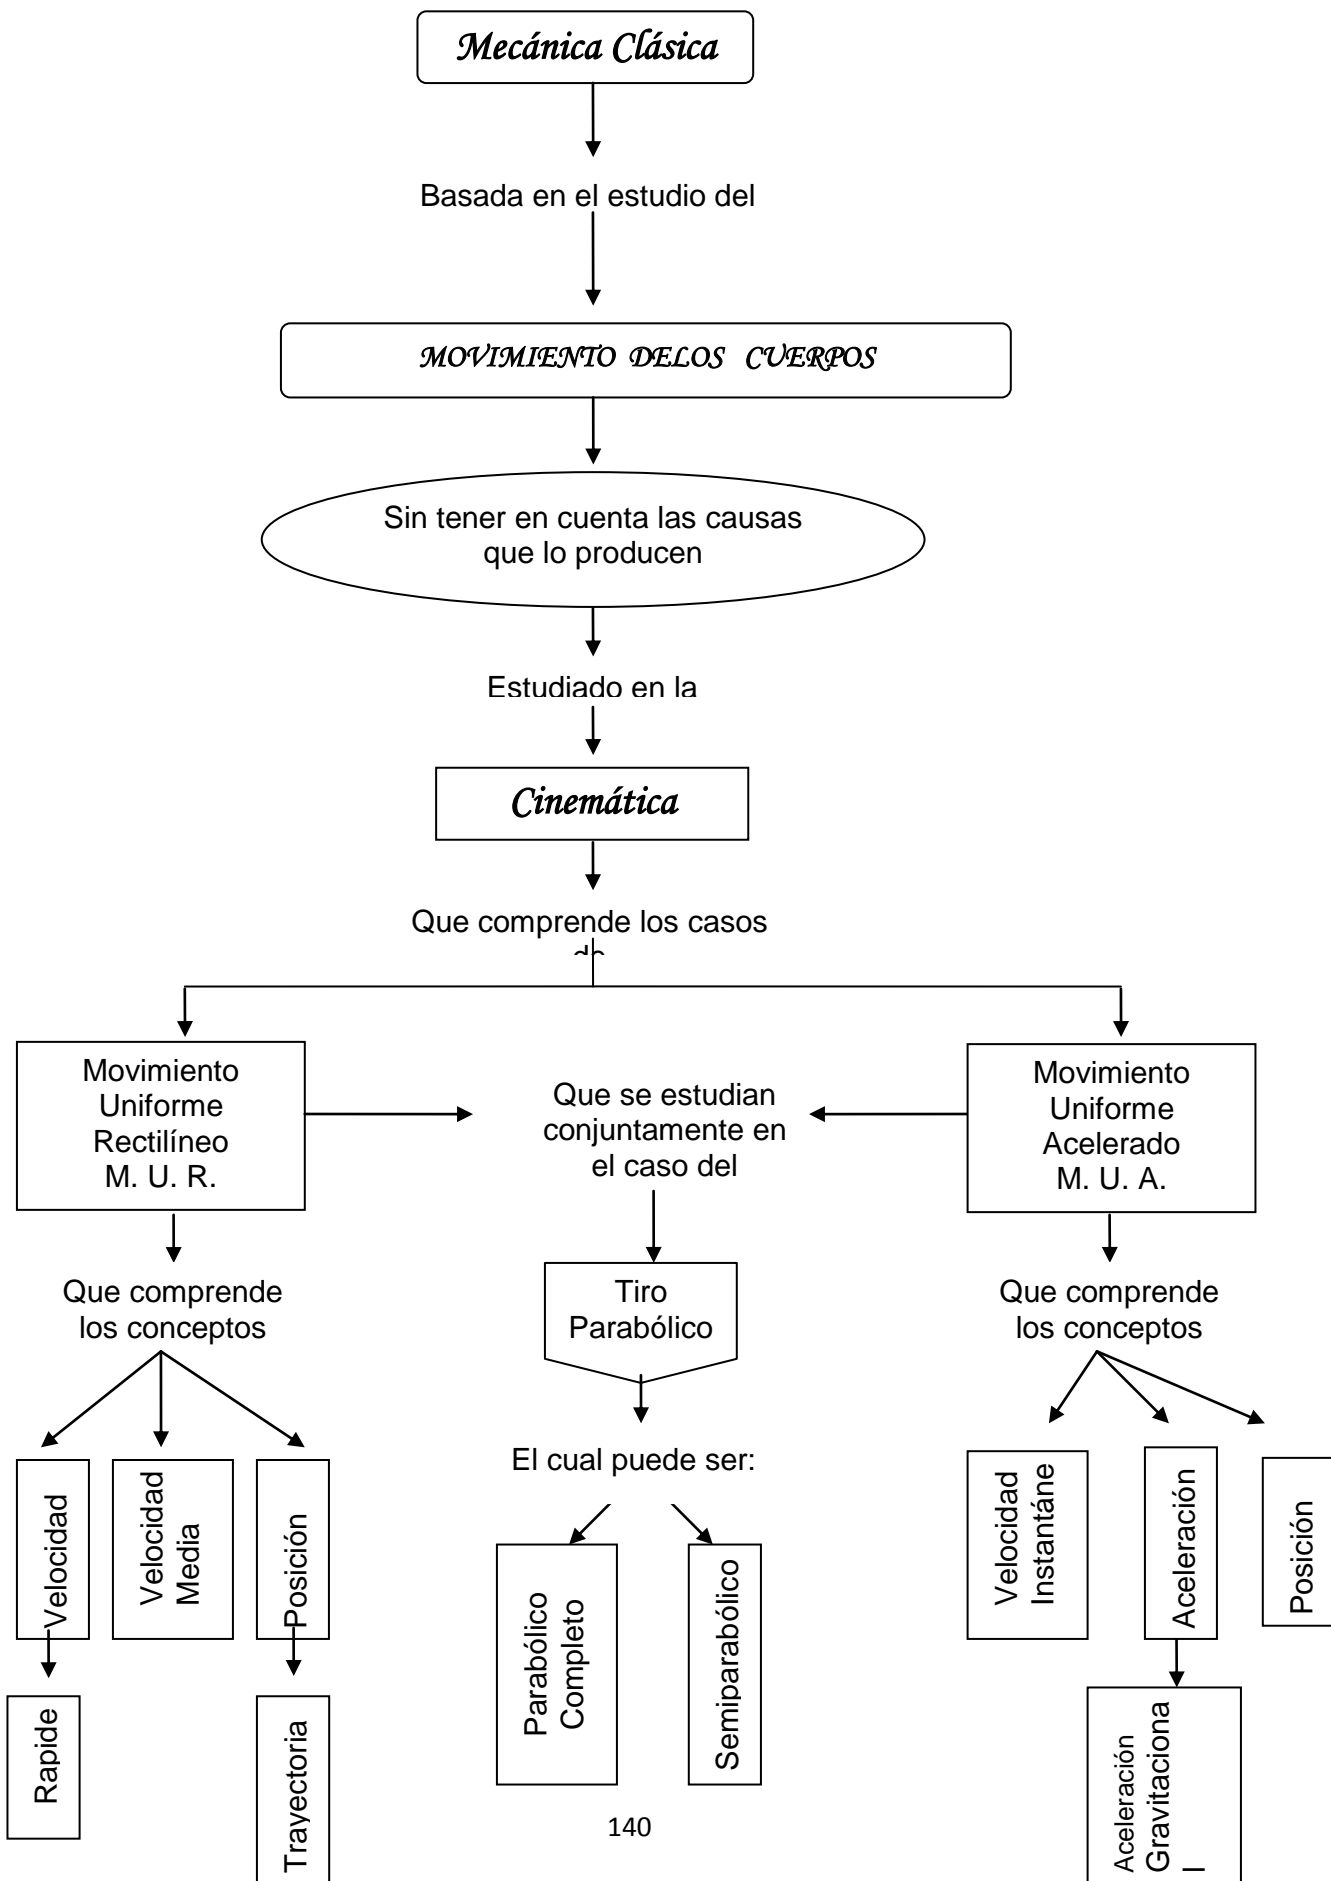 Mecánica Clásica
Basada en el estudio del
MOVIMIENTO DELOS CUERPOS
Sin tener en cuenta las causas
que lo producen
Estudiado en la
Cinemática
Que comprende los casos
de
Movimiento
Uniforme
Rectilíneo
M. U. R.
Que se estudian
conjuntamente en
el caso del
Movimiento
Uniforme
Acelerado
M. U. A.
Que comprende
los conceptos
Tiro
Parabólico
Que comprende
los conceptos
El cual puede ser:
Velocidad
Velocidad
Media
Posición
Parabólico
Completo
Semiparabólico
Velocidad
Instantáne
Aceleración
Posición
Rapide
Trayectoria
Aceleración
Gravitaciona
l
140